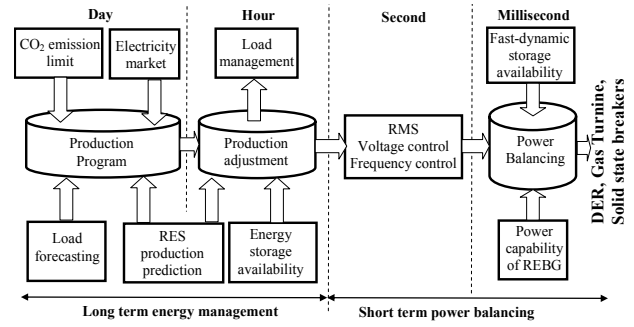 Day
Hour
Second
Millisecond
CO₂ emission
limit
Electricity
market
Load
management
Fast-dynamic
storage
availability
Production
Program
Production
adjustment
RMS
Voltage control
Frequency control
Power
Balancing
DER, Gas Turnine,
Solid state breakers
Load
forecasting
RES
production
prediction
Energy
storage
availability
Power
capability
of REBG
Long term energy management
Short term power balancing